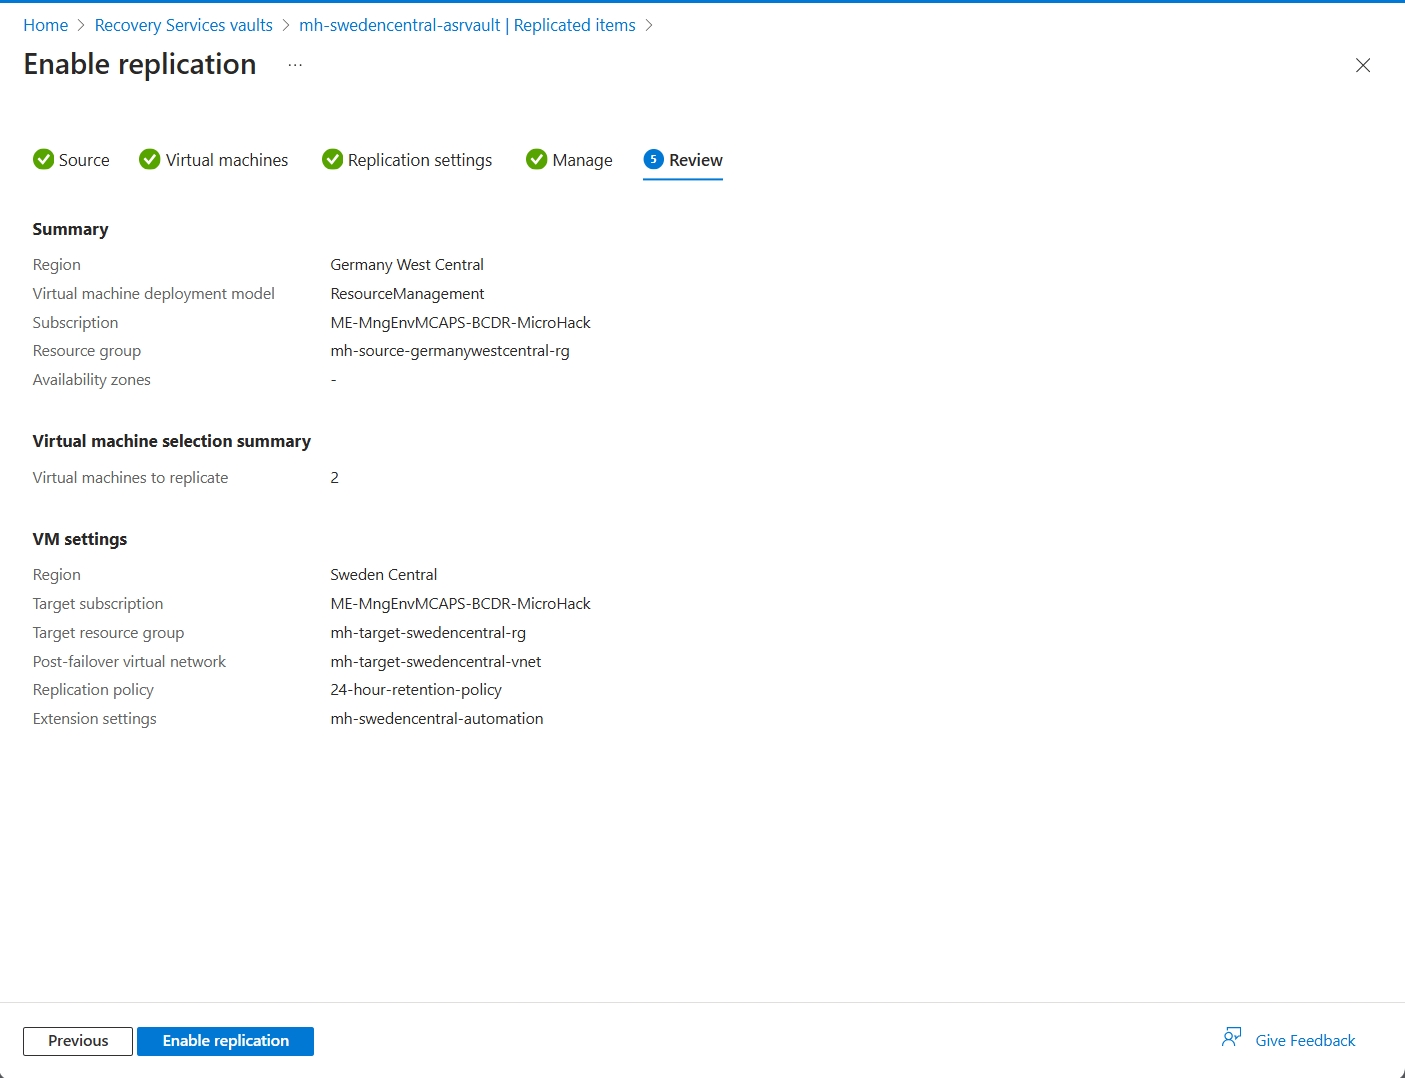 Home > Recovery Services vaults > mh-swedencentral-asrvault | Replicated items >
Enable replication ...
Source Virtual machines Replication settings Manage 5 Review
Summary
Region Germany West Central
Virtual machine deployment model ResourceManagement
Subscription ME-MngEnvMCAPS-BCDR-MicroHack
Resource group mh-source-germanywestcentral-rg
Availability zones -
Virtual machine selection summary
Virtual machines to replicate 2
VM settings
Region Sweden Central
Target subscription ME-MngEnvMCAPS-BCDR-MicroHack
Target resource group mh-target-swedencentral-rg
Post-failover virtual network mh-target-swedencentral-vnet
Replication policy 24-hour-retention-policy
Extension settings mh-swedencentral-automation
Previous Enable replication Give Feedback